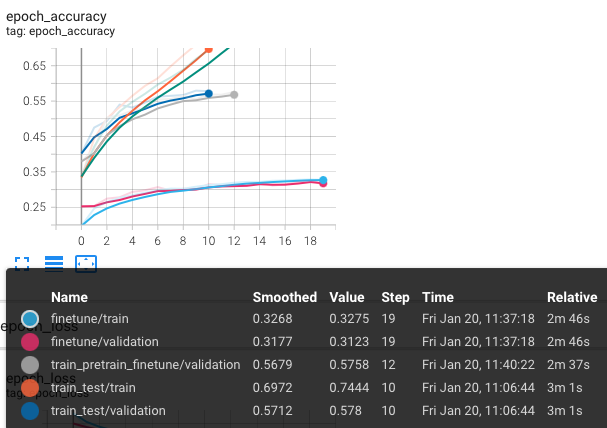 epoch_accuracy
tag: epoch_accuracy
0.65
0.55
0.45
0.35
0.25
0 2 4 6 8 10 12 14 16 18
Name Smoothed Value Step Time Relative
finetune/train 0.3268 0.3275 19 Fri Jan 20, 11:37:18 2m 46s
epoch_loss
finetune/validation 0.3177 0.3123 19 Fri Jan 20, 11:37:18 2m 46s
train_pretrain_finetune/validation 0.5679 0.5758 12 Fri Jan 20, 11:40:22 2m 37s
epoch_loss
train_test/train 0.6972 0.7444 10 Fri Jan 20, 11:06:44 3m 1s
tag: epoch_loss
train_test/validation 0.5712 0.578 10 Fri Jan 20, 11:06:44 3m 1s